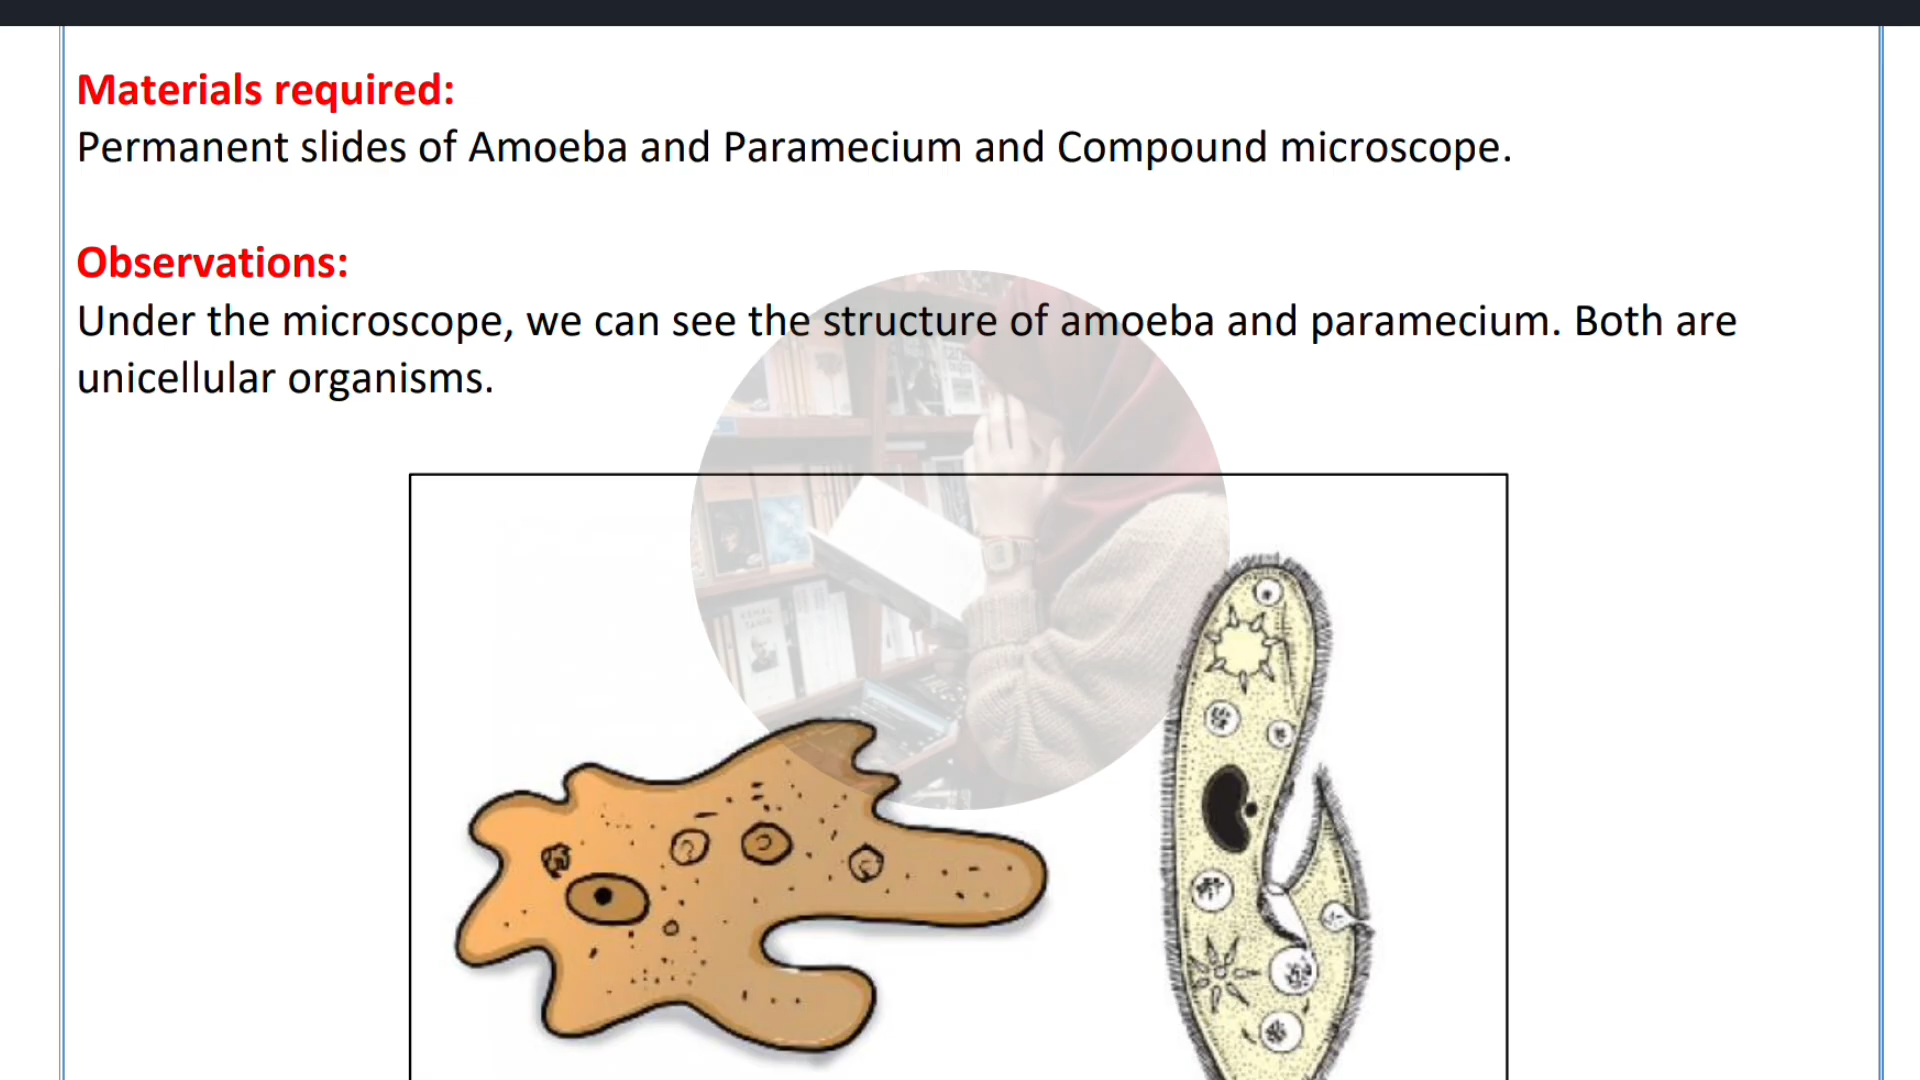 Materials required:
Permanent slides of Amoeba and Paramecium and Compound microscope.
Observations:
Under the microscope, we can see the structure of amoeba and paramecium. Both are
unicellular organisms.